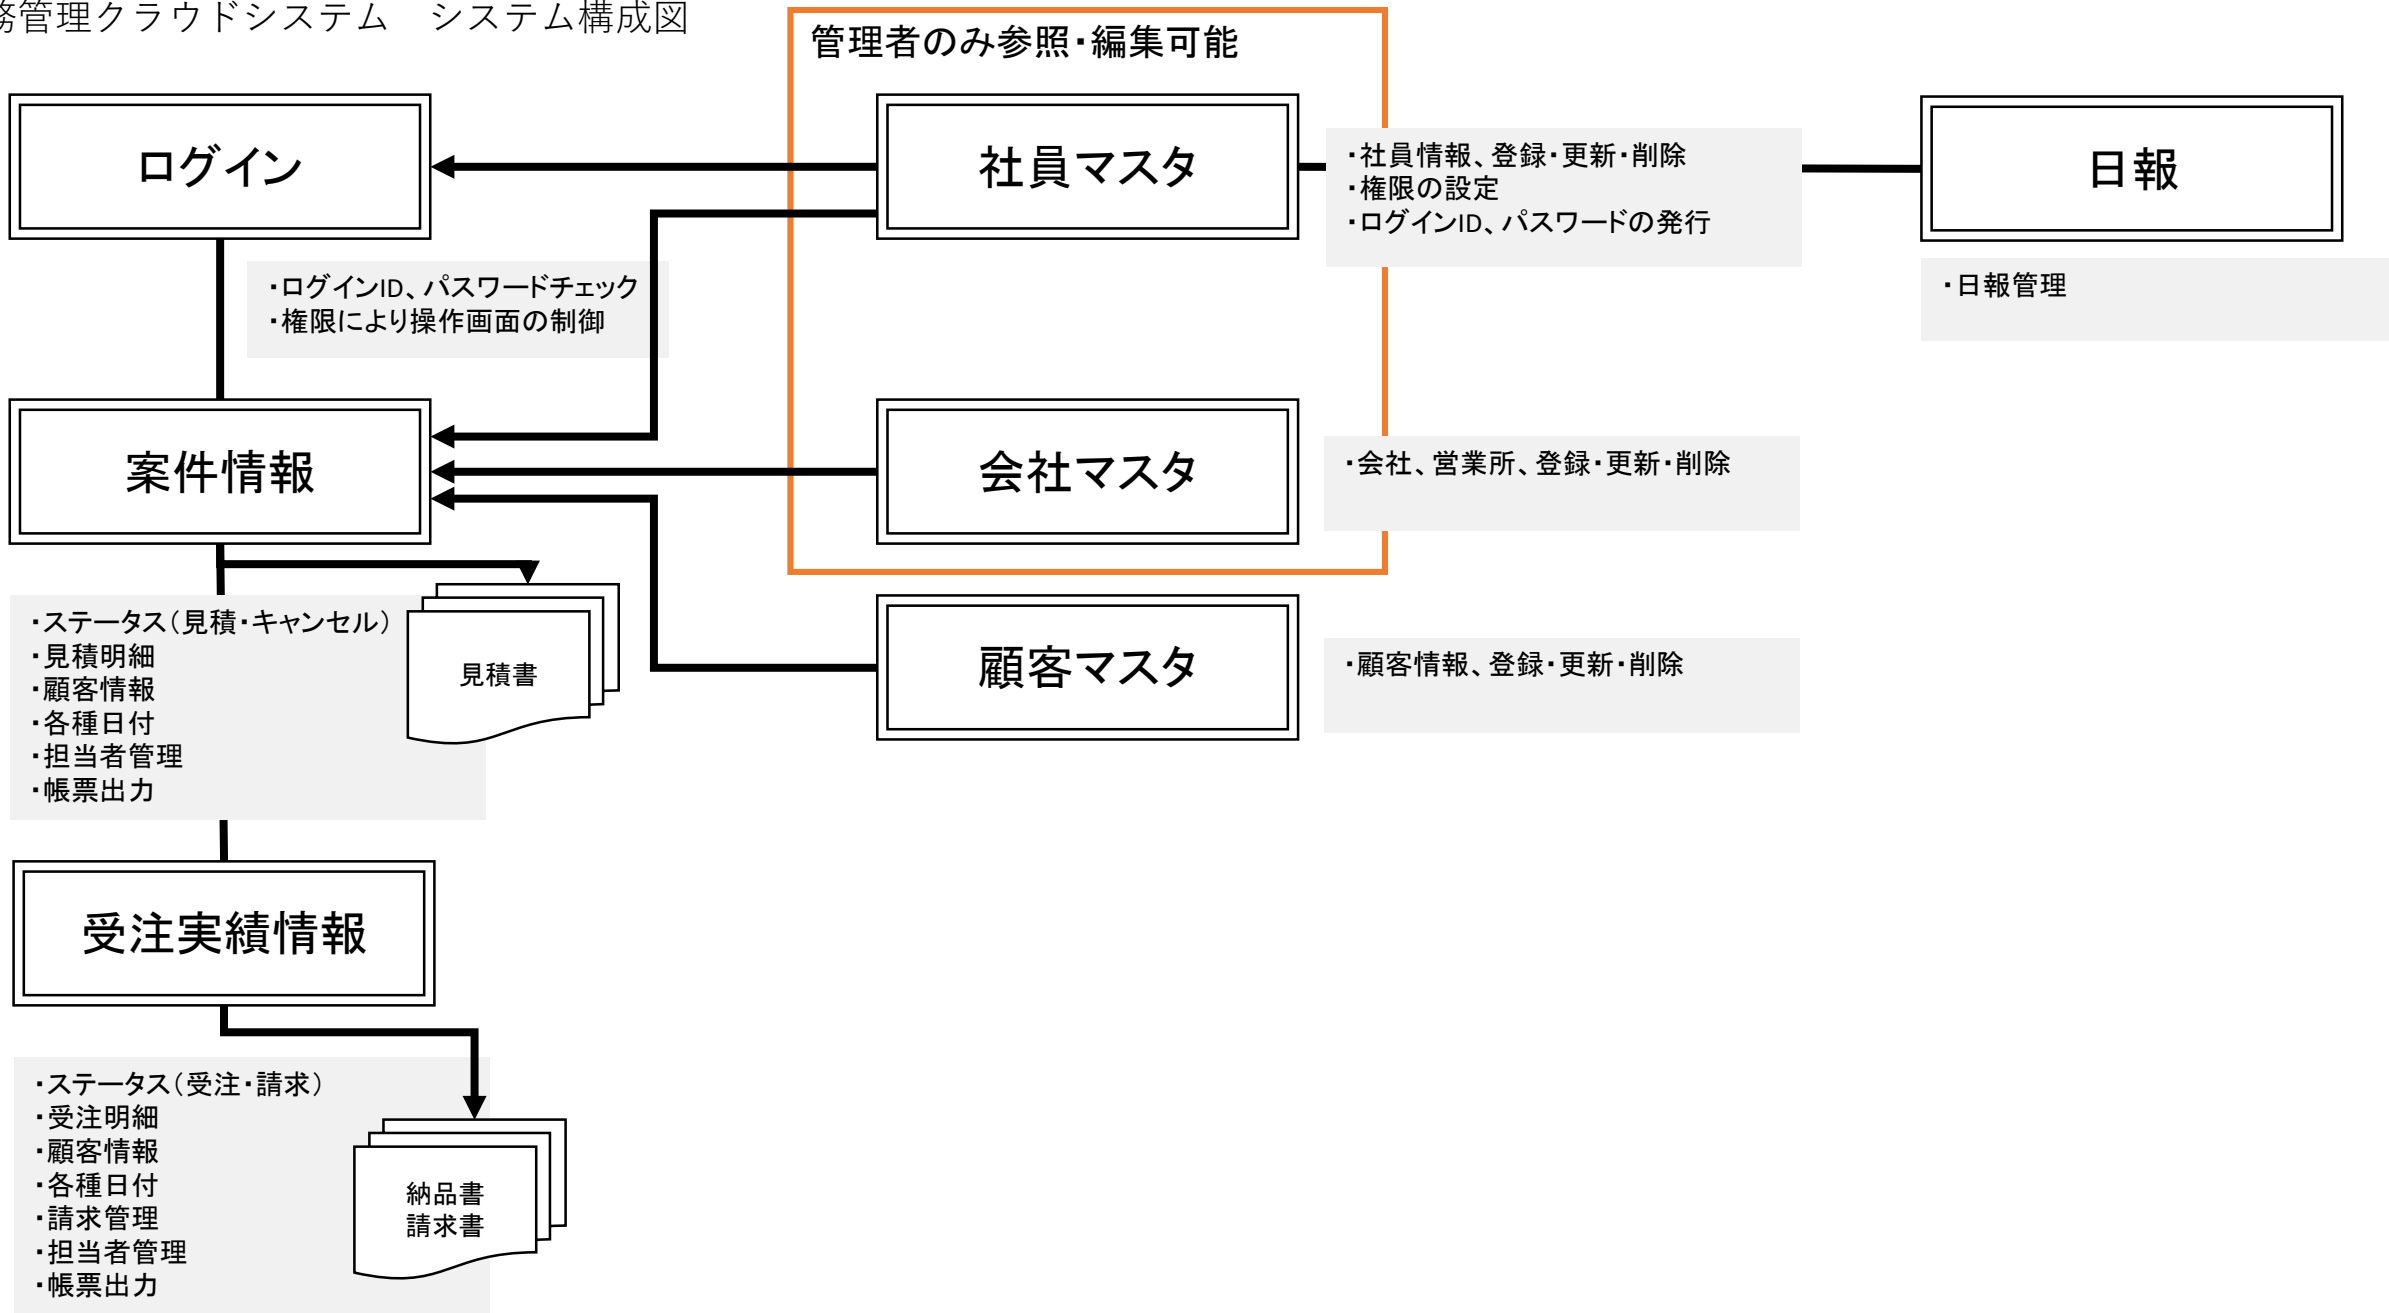 務管理クラウドシステム　システム構成図
管理者のみ参照・編集可能
ログイン
社員マスタ
・社員情報、登録・更新・削除
・権限の設定
・ログインID、パスワードの発行
日報
・日報管理
・ログインID、パスワードチェック
・権限により操作画面の制御
案件情報
会社マスタ
・会社、営業所、登録・更新・削除
・ステータス（見積・キャンセル）
・見積明細
・顧客情報
・各種日付
・担当者管理
・帳票出力
見積書
顧客マスタ
・顧客情報、登録・更新・削除
受注実績情報
・ステータス（受注・請求）
・受注明細
・顧客情報
・各種日付
・請求管理
・担当者管理
・帳票出力
納品書
請求書